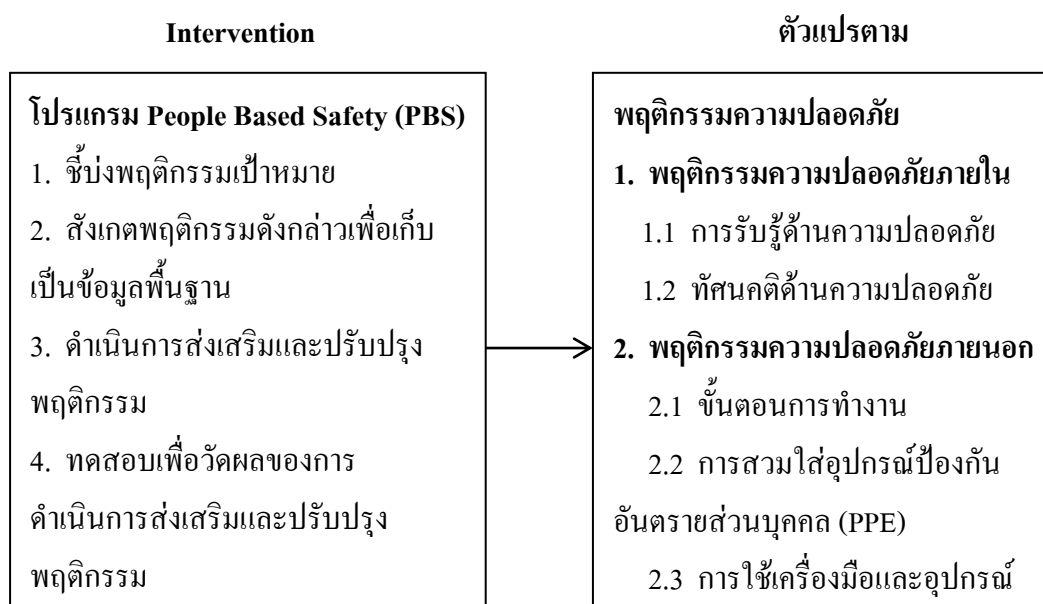 Intervention
โปรแกรม People Based Safety (PBS)
1. ชี้บ่งพฤติกรรมเป้าหมาย
2. สังเกตพฤติกรรมดังกล่าวเพื่อเก็บ
เป็นข้อมูลพื้นฐาน
3. ดำเนินการส่งเสริมและปรับปรุง
พฤติกรรม
4. ทดสอบเพื่อวัดผลของการ
ดำเนินการส่งเสริมและปรับปรุง
พฤติกรรม
ตัวแปรตาม
พฤติกรรมความปลอดภัย
1. พฤติกรรมความปลอดภัยภายใน
1.1 การรับรู้ด้านความปลอดภัย
1.2 ทัศนคติด้านความปลอดภัย
2. พฤติกรรมความปลอดภัยภายนอก
2.1 ขั้นตอนการทำงาน
2.2 การสวมใส่อุปกรณ์ป้องกัน
อันตรายส่วนบุคคล (PPE)
2.3 การใช้เครื่องมือและอุปกรณ์